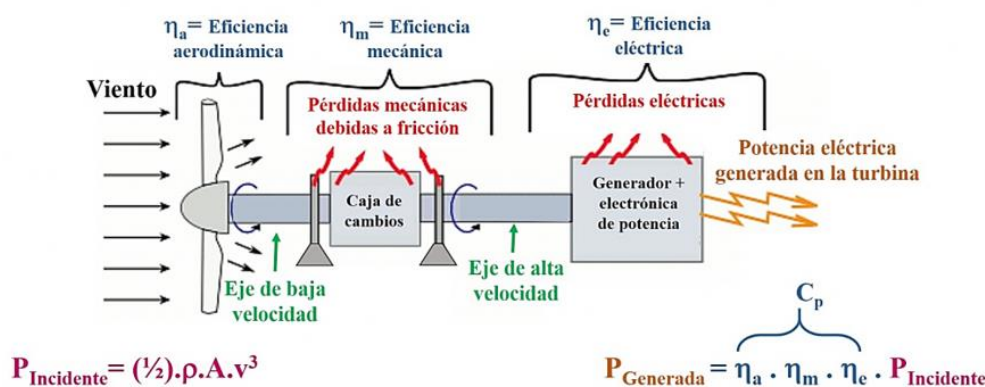 ηa= Eficiencia
aerodinámica
ηm= Eficiencia
mecánica
ηe= Eficiencia
eléctrica
Viento
Pérdidas mecánicas
debidas a fricción
Pérdidas eléctricas
Potencia eléctrica
generada en la turbina
Caja de
cambios
Generador +
electrónica
de potencia
Eje de baja
velocidad
Eje de alta
velocidad
Cp
PIncidente= (½).ρ.A.v³
PGenerada = ηa . ηm . ηe . PIncidente